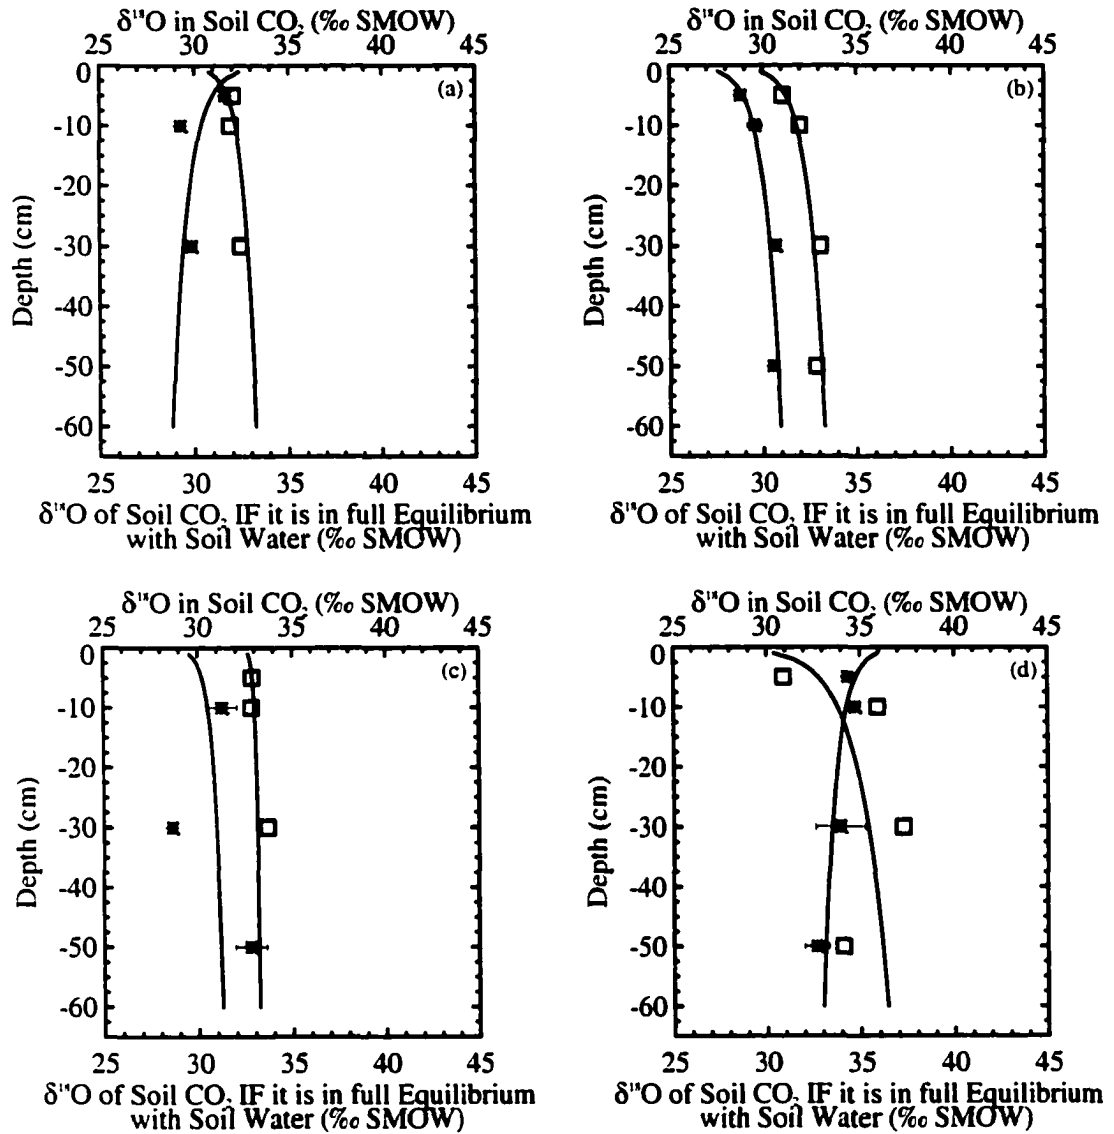 δ¹⁸O in Soil CO₂ (‰ SMOW)
25 30 35 40 45
(a)
0
-10
-20
-30
-40
-50
-60
Depth (cm)
25 30 35 40 45
δ¹⁸O of Soil CO₂ IF it is in full Equilibrium
with Soil Water (‰ SMOW)
δ¹⁸O in Soil CO₂ (‰ SMOW)
25 30 35 40 45
(b)
0
-10
-20
-30
-40
-50
-60
Depth (cm)
25 30 35 40 45
δ¹⁸O of Soil CO₂ IF it is in full Equilibrium
with Soil Water (‰ SMOW)
δ¹⁸O in Soil CO₂ (‰ SMOW)
25 30 35 40 45
(c)
0
-10
-20
-30
-40
-50
-60
Depth (cm)
25 30 35 40 45
δ¹⁸O of Soil CO₂ IF it is in full Equilibrium
with Soil Water (‰ SMOW)
δ¹⁸O in Soil CO₂ (‰ SMOW)
25 30 35 40 45
(d)
0
-10
-20
-30
-40
-50
-60
Depth (cm)
25 30 35 40 45
δ¹⁸O of Soil CO₂ IF it is in full Equilibrium
with Soil Water (‰ SMOW)